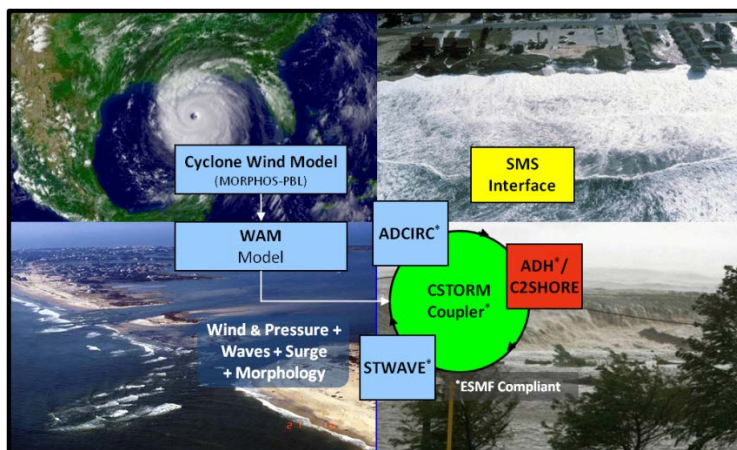 Cyclone Wind Model
(MORPHOS-PBL)
SMS
Interface
WAM
Model
ADCIRC*
ADH*/
C2SHORE
CSTORM
Coupler*
Wind & Pressure +
Waves + Surge
+ Morphology
STWAVE*
*ESMF Compliant